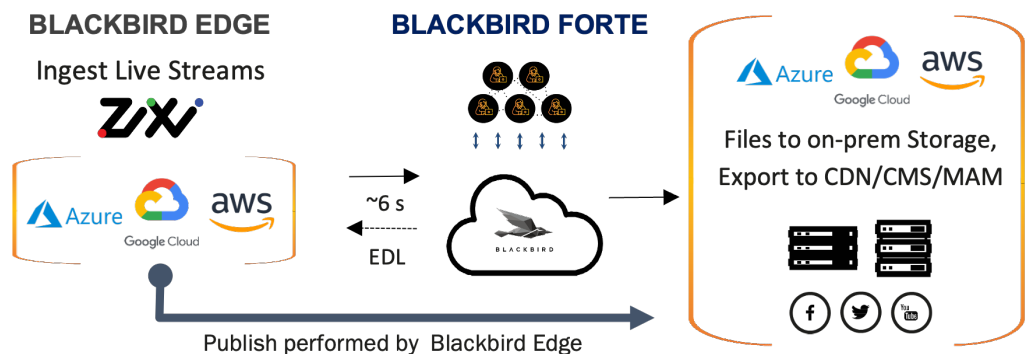 BLACKBIRD EDGE
Ingest Live Streams
ZiXi
Azure
Google Cloud
aws
~6 s
EDL
BLACKBIRD FORTE
BLACKBIRD
Azure
Google Cloud
aws
Files to on-prem Storage,
Export to CDN/CMS/MAM
f
You
Tube
Publish performed by Blackbird Edge